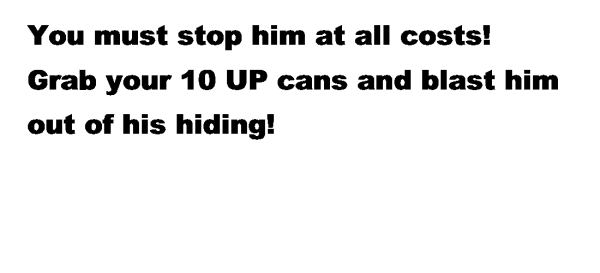 You must stop him at all costs!
Grab your 10 UP cans and blast him
out of his hiding!